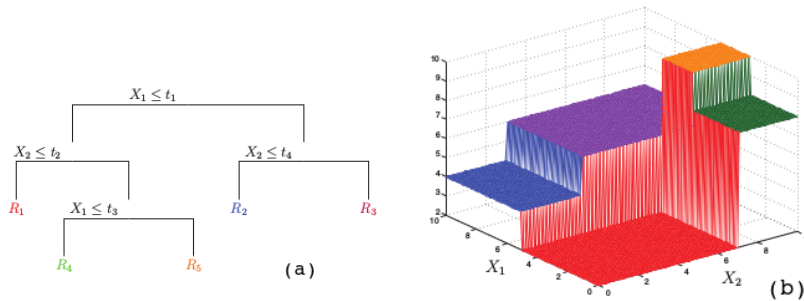 X₁ ≤ t₁
X₂ ≤ t₂
X₂ ≤ t₄
R₁
R₂
R₃
X₁ ≤ t₃
R₄
R₅
(a)
10
9
8
7
6
5
4
3
2
10
8
6
4
2
0
X₁
0
2
4
6
8
X₂
(b)